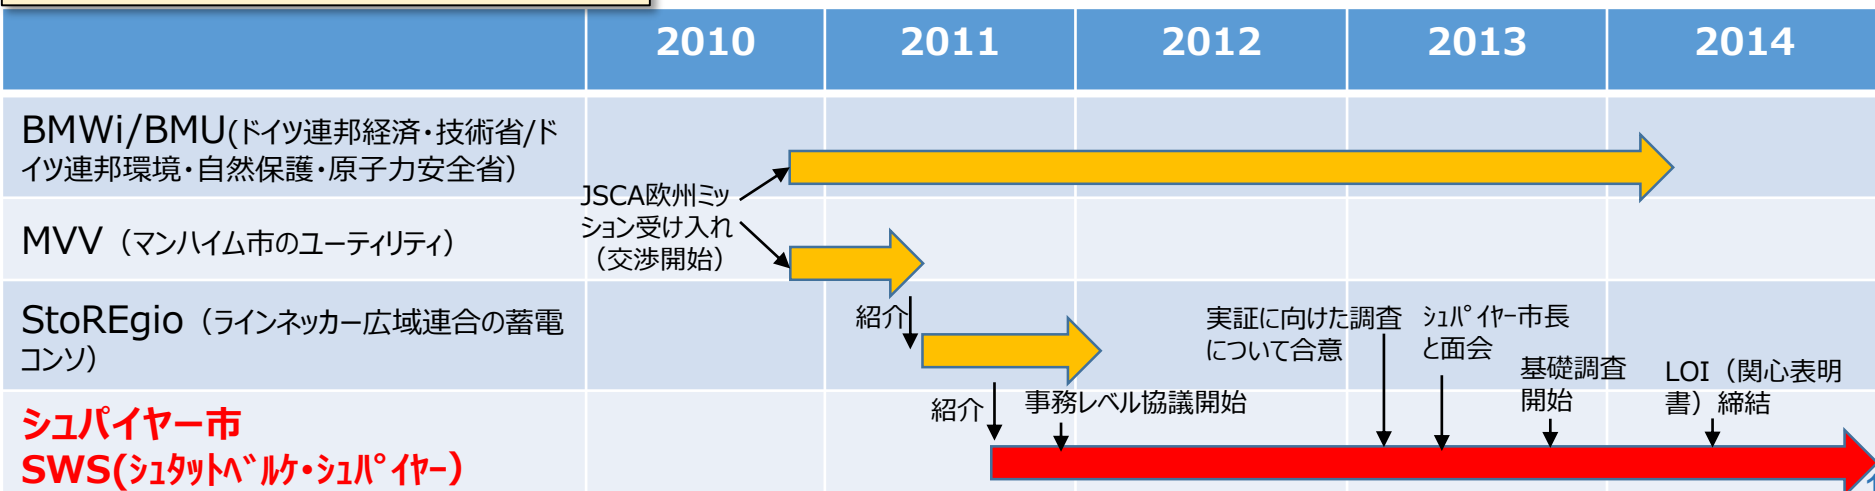 2010 2011 2012 2013 2014
BMWi/BMU(ドイツ連邦経済・技術省/ド
イツ連邦環境・自然保護・原子力安全省)
JSCA欧州ミッ
ション受け入れ
(交渉開始)
MVV(マンハイム市のユーティリティ)
StoREgio(ラインネッカー広域連合の蓄電
コンソ)
紹介
実証に向けた調査
について合意
ｼｭﾊﾟｲﾔｰ市長
と面会
基礎調査
開始
LOI(関心表明
書)締結
紹介
事務レベル協議開始
シュパイヤー市
SWS(ｼｭﾀｯﾄﾍﾞﾙｹ・ｼｭﾊﾟｲﾔｰ)